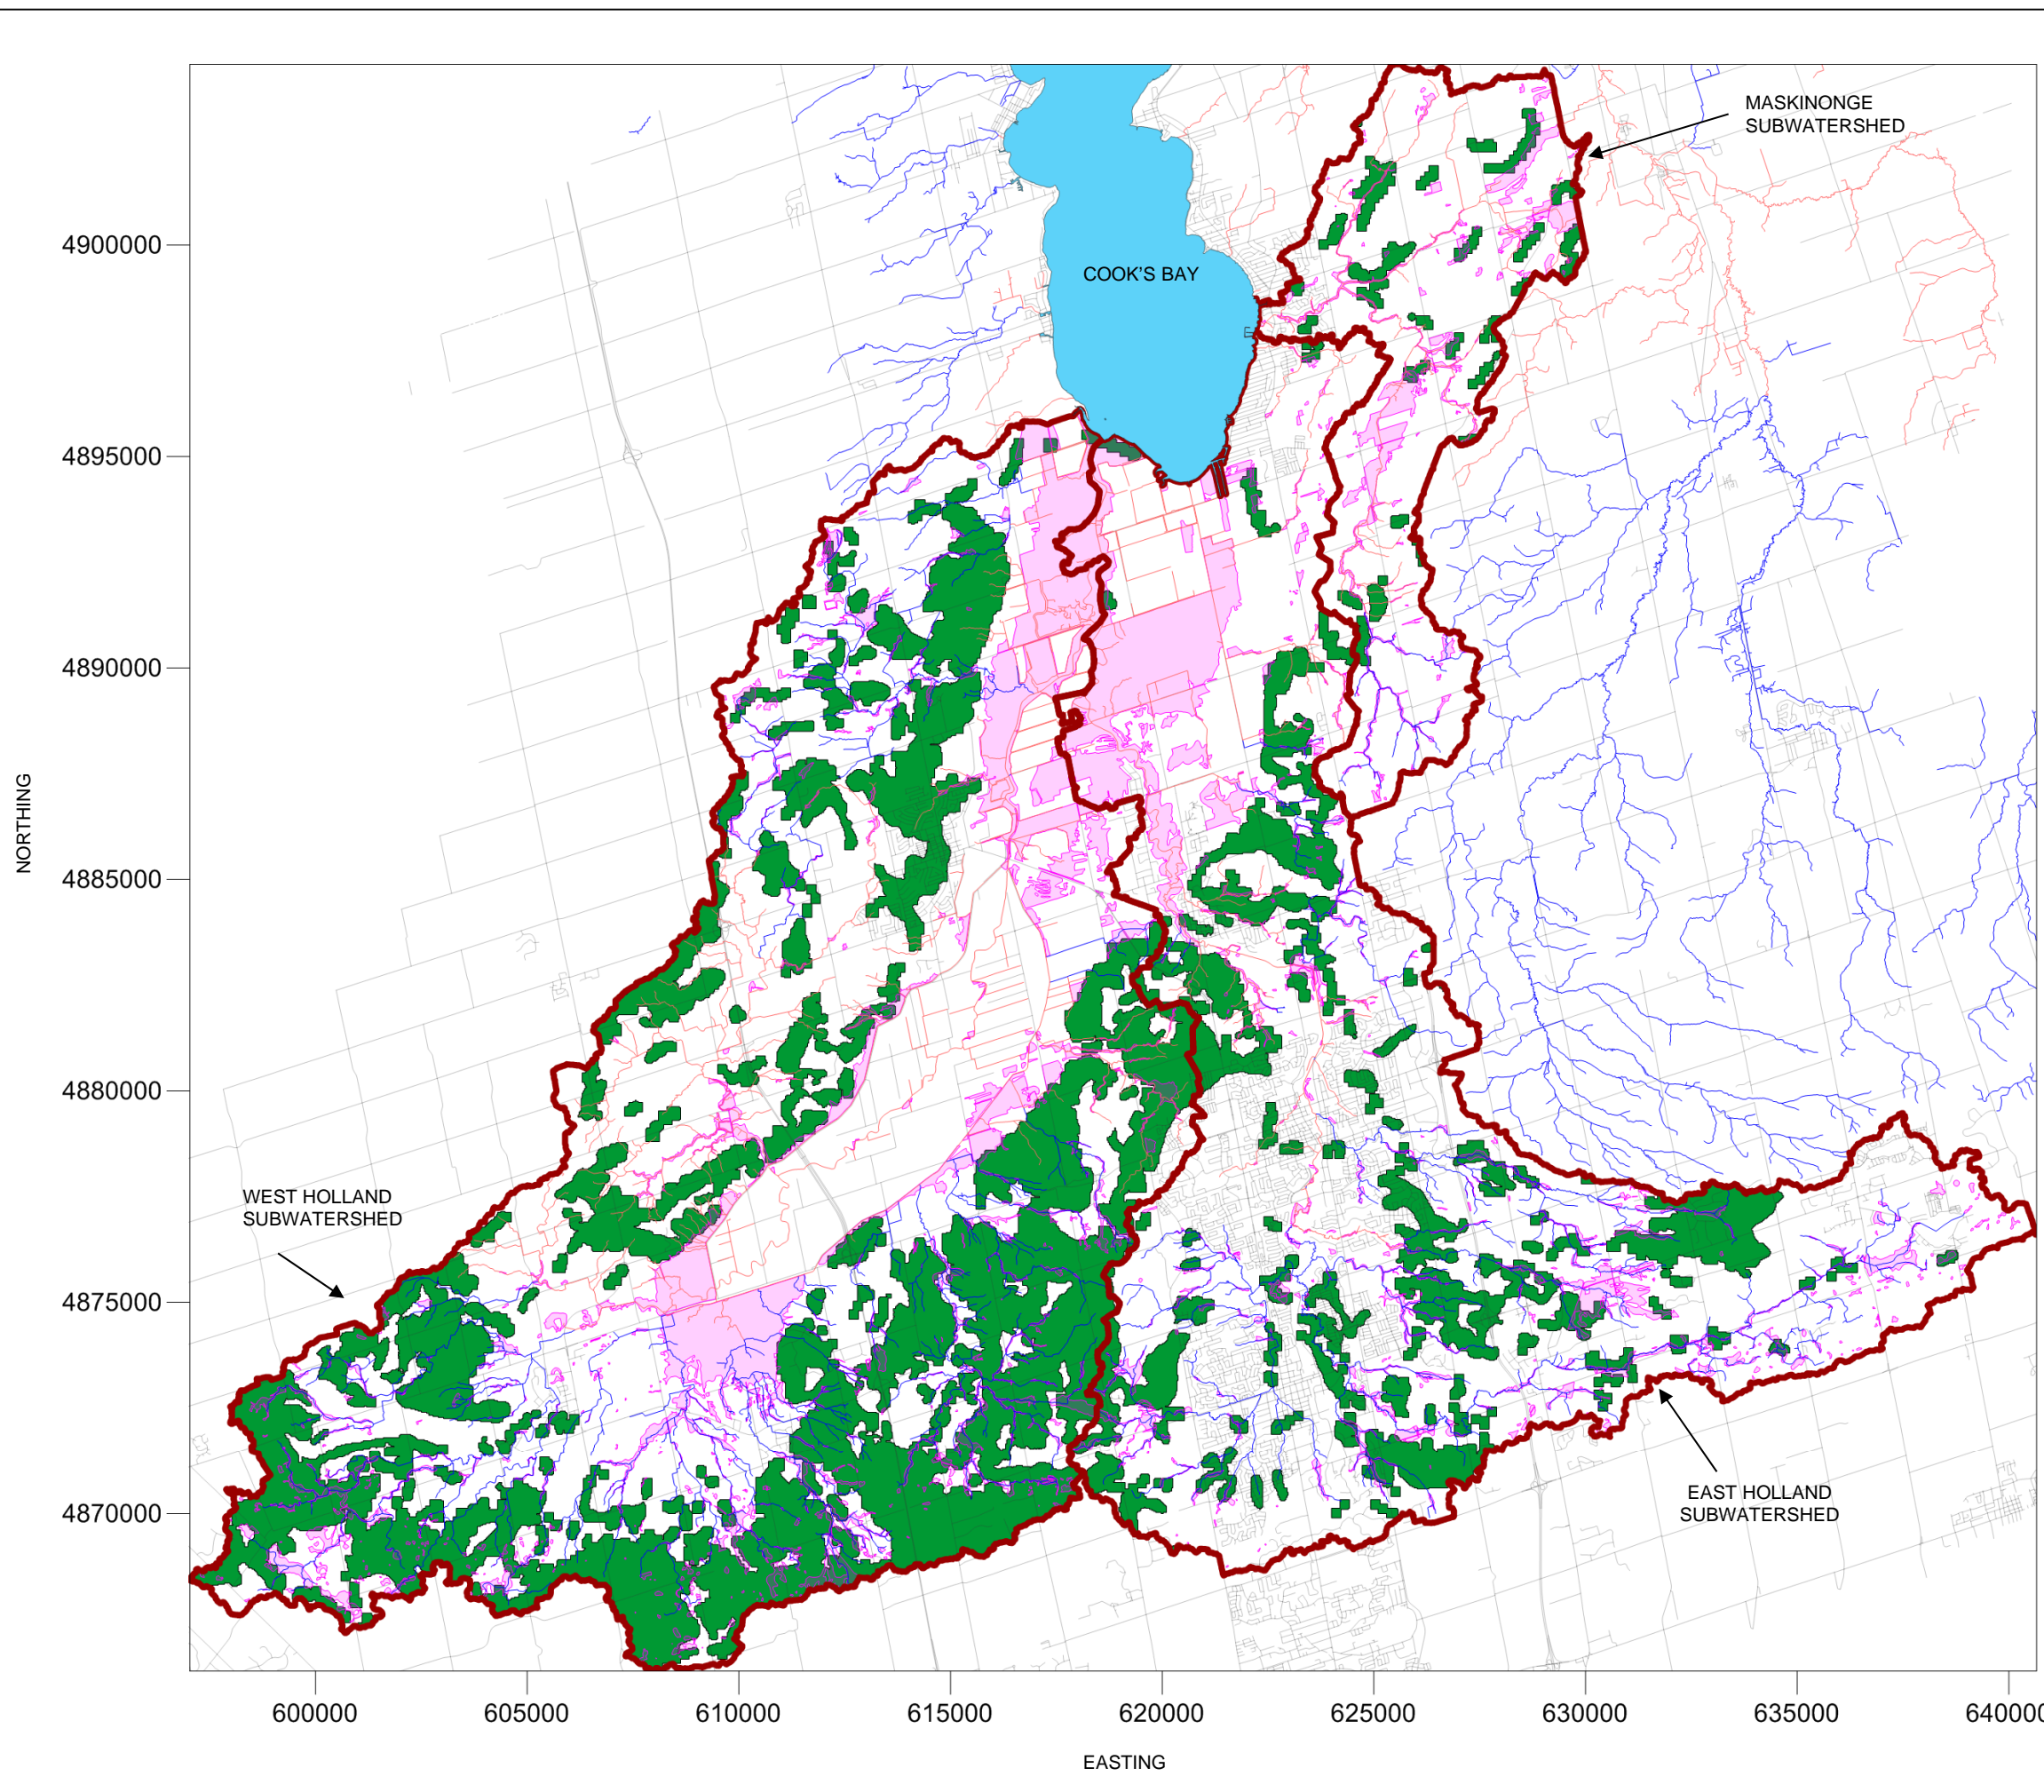 MASKINONGE
SUBWATERSHED
4900000
COOK'S BAY
4895000
4890000
NORTHING
4885000
4880000
WEST HOLLAND
SUBWATERSHED
4875000
EAST HOLLAND
SUBWATERSHED
4870000
600000 605000 610000 615000 620000 625000 630000 635000 640000
EASTING